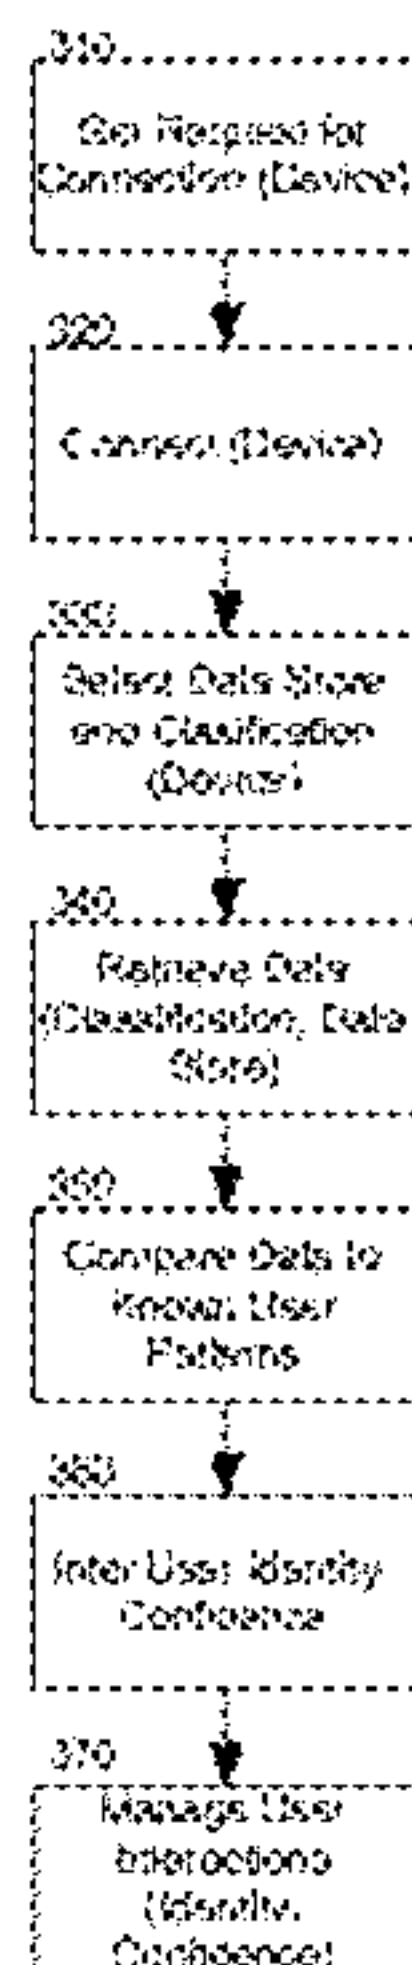 310
Get Request for
Connection (Device)
320
Connect (Device)
330
Select Data Store
and Clasification
(Device)
340
Retrieve Data
(Classification, Data
Store)
350
Compare Data to
Known User
Patterns
360
Infer User Identity
Confidence
370
Manage User
Interactions
(Identity,
Confidence)